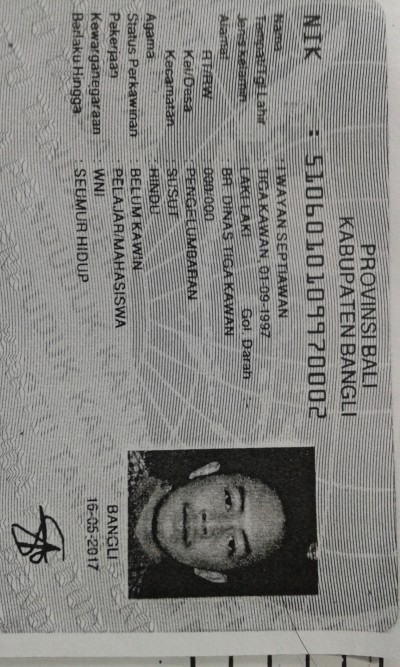 PROVINSI BALI
KABUPATEN BANGLI
NIK : 5106010109970002
Nama : I WAYAN SEPTIAWAN
Tempat/Tgl Lahir : TIGA KAWAN, 01-09-1997
Jenis kelamin : LAKI-LAKI Gol. Darah : -
Alamat : BR. DINAS TIGA KAWAN
RT/RW : 000/000
Kel/Desa : PENGELUMBARAN
Kecamatan : SUSUT
Agama : HINDU
Status Perkawinan : BELUM KAWIN
Pekerjaan : PELAJAR/MAHASISWA
Kewarganegaraan : WNI
Berlaku Hingga : SEUMUR HIDUP
BANGLI
16-05-2017